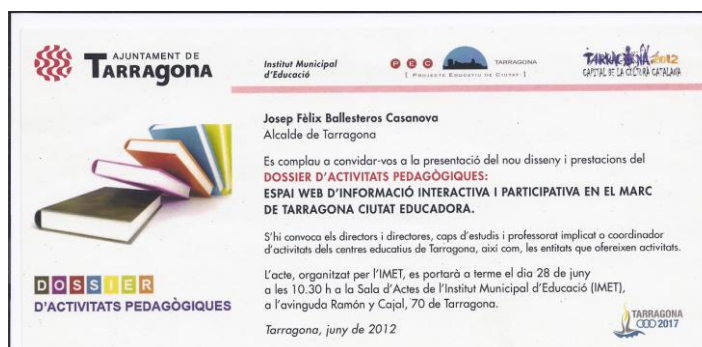 AJUNTAMENT DE
TARRAGONA
Institut Municipal
d'Educació
PEC
TARRAGONA
[ PROJECTE EDUCATIU DE CIUTAT ]
TARRAGONA 2012
CAPITAL DE LA CULTURA CATALANA
Josep Fèlix Ballesteros Casanova
Alcalde de Tarragona
Es complau a convidar-vos a la presentació del nou disseny i prestacions del
DOSSIER D'ACTIVITATS PEDAGÒGIQUES:
ESPAI WEB D'INFORMACIÓ INTERACTIVA I PARTICIPATIVA EN EL MARC
DE TARRAGONA CIUTAT EDUCADORA.
S'hi convoca els directors i directores, caps d'estudis i professorat implicat o coordinador
d'activitats dels centres educatius de Tarragona, així com, les entitats que ofereixen activitats.
L'acte, organitzat per l'IMET, es portarà a terme el dia 28 de juny
a les 10.30 h a la Sala d'Actes de l'Institut Municipal d'Educació (IMET),
a l'avinguda Ramón y Cajal, 70 de Tarragona.
Tarragona, juny de 2012
DOSSIER
D'ACTIVITATS PEDAGÒGIQUES
TARRAGONA
2017